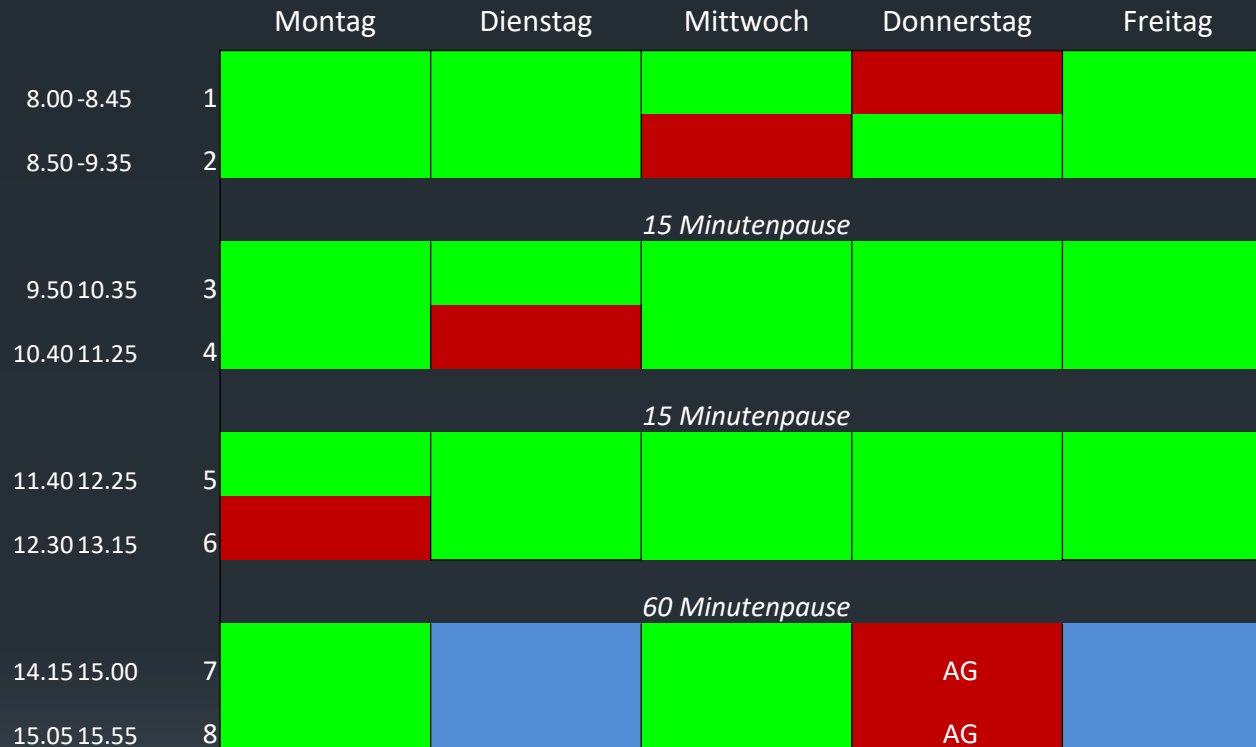 Montag Dienstag Mittwoch Donnerstag Freitag
8.00 -8.45 1
8.50 -9.35 2
15 Minutenpause
9.50 10.35 3
10.40 11.25 4
15 Minutenpause
11.40 12.25 5
12.30 13.15 6
60 Minutenpause
14.15 15.00 7 AG
15.05 15.55 8 AG